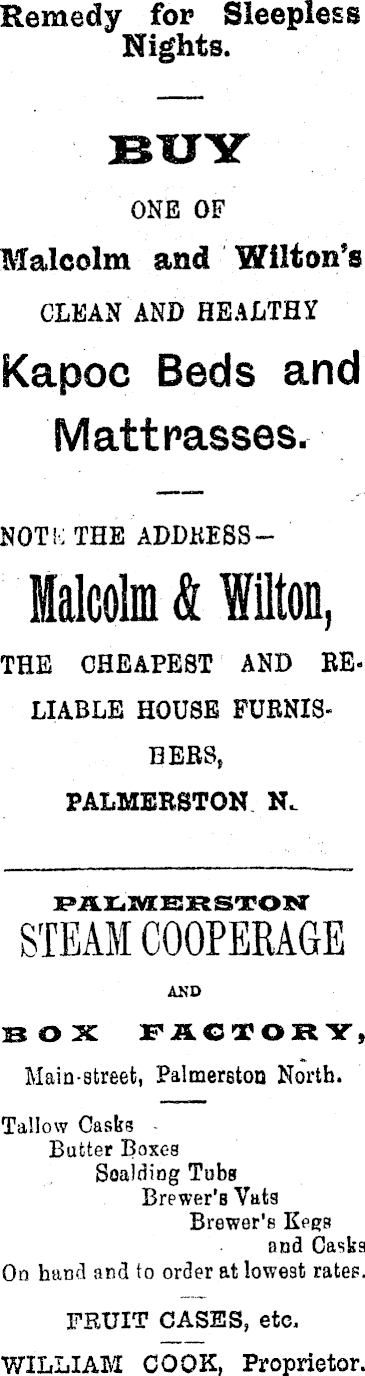 Remedy for Sleepless
Nights.
BUY
ONE OF
Malcolm and Wilton's
CLEAN AND HEALTHY
Kapoc Beds and
Mattrasses.
NOTE THE ADDRESS—
Malcolm & Wilton,
THE CHEAPEST AND RE-
LIABLE HOUSE FURNIS-
HERS,
PALMERSTON N.
PALMERSTON
STEAM COOPERAGE
AND
BOX FACTORY,
Main-street, Palmerston North.
Tallow Casks
Butter Boxes
Scalding Tubs
Brewer's Vats
Brewer's Kegs
and Casks
On hand and to order at lowest rates.
FRUIT CASES, etc.
WILLIAM COOK, Proprietor.